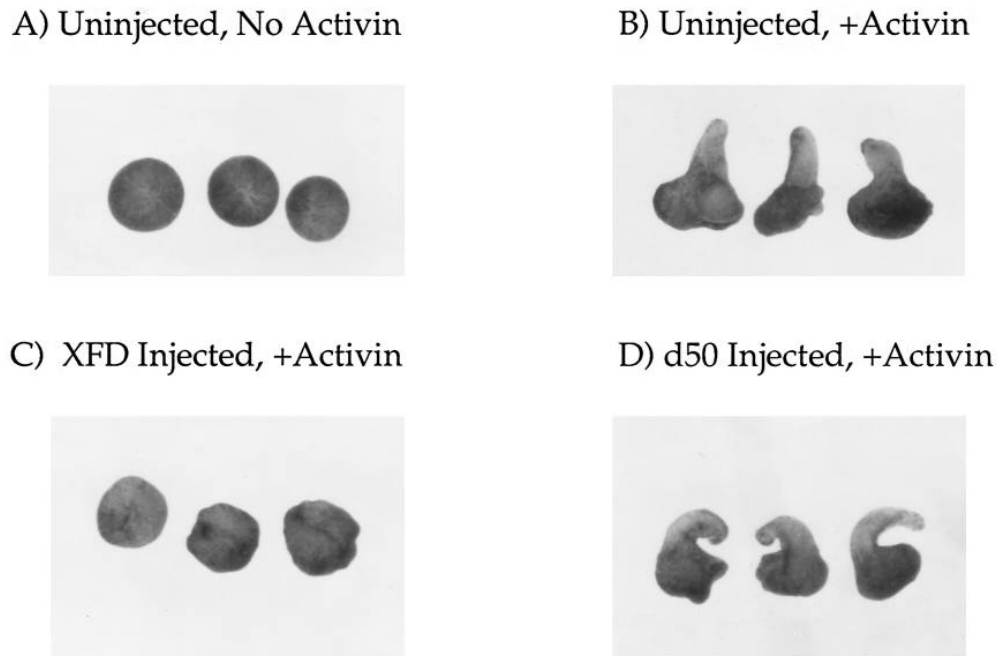 A) Uninjected, No Activin
B) Uninjected, +Activin
C) XFD Injected, +Activin
D) d50 Injected, +Activin